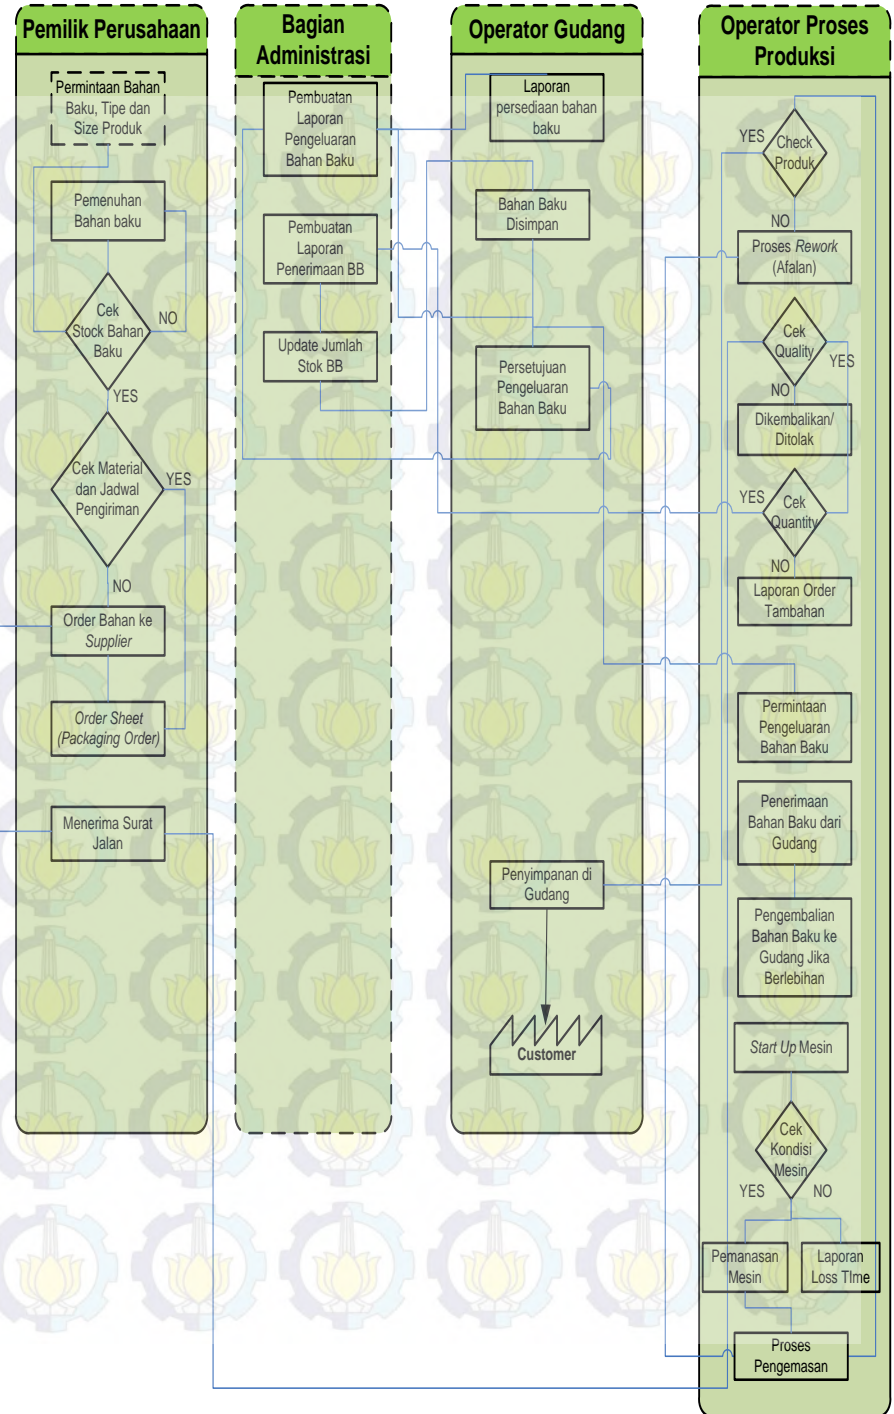 Pemilik Perusahaan
Permintaan Bahan
Baku, Tipe dan
Size Produk
Pemenuhan
Bahan baku
Cek
Stock Bahan
Baku
NO
YES
Cek Material
dan Jadwal
Pengiriman
YES
NO
Order Bahan ke
Supplier
Order Sheet
(Packaging Order)
Menerima Surat
Jalan
Bagian
Administrasi
Pembuatan
Laporan
Pengeluaran
Bahan Baku
Pembuatan
Laporan
Penerimaan BB
Update Jumlah
Stok BB
Operator Gudang
Laporan
persediaan bahan
baku
Bahan Baku
Disimpan
Persetujuan
Pengeluaran
Bahan Baku
Penyimpanan di
Gudang
Customer
Operator Proses
Produksi
YES
Check
Produk
NO
Proses Rework
(Afalan)
Cek
Quality
YES
NO
Dikembalikan/
Ditolak
YES
Cek
Quantity
NO
Laporan Order
Tambahan
Permintaan
Pengeluaran
Bahan Baku
Penerimaan
Bahan Baku dari
Gudang
Pengembalian
Bahan Baku ke
Gudang Jika
Berlebihan
Start Up Mesin
Cek
Kondisi
Mesin
YES
NO
Pemanasan
Mesin
Laporan
Loss TIme
Proses
Pengemasan